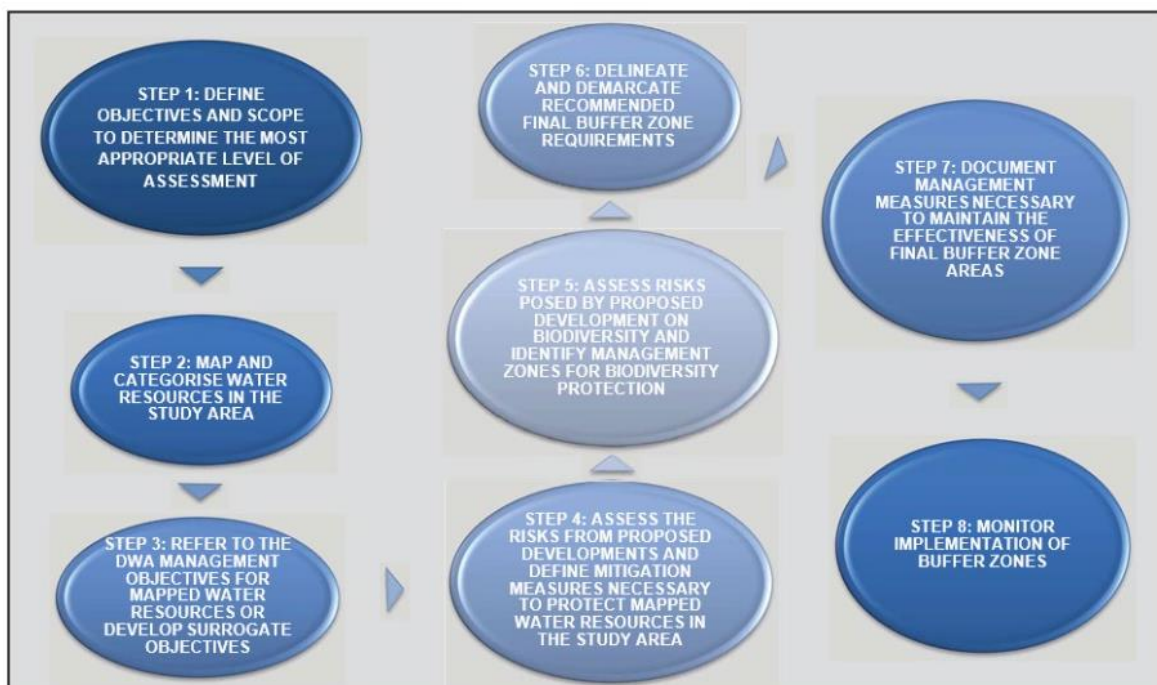 STEP 1: DEFINE
OBJECTIVES AND SCOPE
TO DETERMINE THE MOST
APPROPRIATE LEVEL OF
ASSESSMENT
STEP 2: MAP AND
CATEGORISE WATER
RESOURCES IN THE
STUDY AREA
STEP 3: REFER TO THE
DWA MANAGEMENT
OBJECTIVES FOR
MAPPED WATER
RESOURCES OR
DEVELOP SURROGATE
OBJECTIVES
STEP 4: ASSESS THE
RISKS FROM PROPOSED
DEVELOPMENTS AND
DEFINE MITIGATION
MEASURES NECESSARY
TO PROTECT MAPPED
WATER RESOURCES IN
THE STUDY AREA
STEP 5: ASSESS RISKS
POSED BY PROPOSED
DEVELOPMENT ON
BIODIVERSITY AND
IDENTIFY MANAGEMENT
ZONES FOR BIODIVERSITY
PROTECTION
STEP 6: DELINEATE
AND DEMARCATE
RECOMMENDED
FINAL BUFFER ZONE
REQUIREMENTS
STEP 7: DOCUMENT
MANAGEMENT
MEASURES NECESSARY
TO MAINTAIN THE
EFFECTIVENESS OF
FINAL BUFFER ZONE
AREAS
STEP 8: MONITOR
IMPLEMENTATION OF
BUFFER ZONES